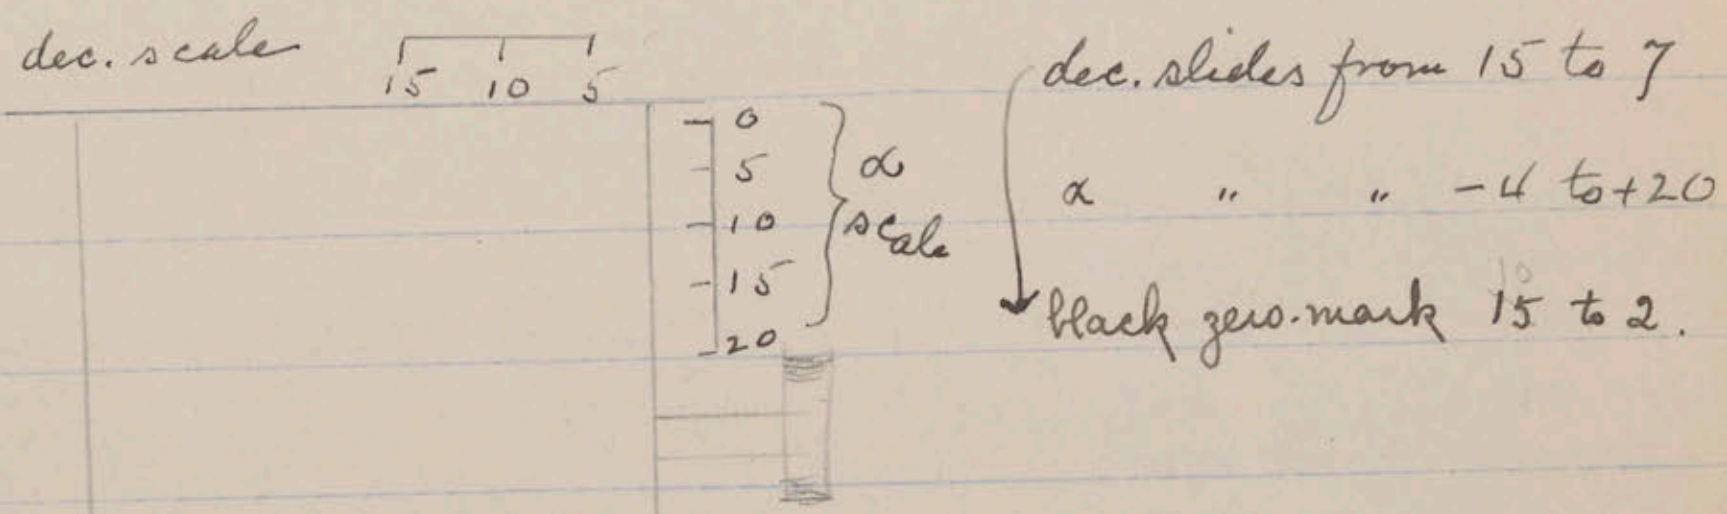 dec. scale
15 10 5
0
5
10
15
20
α
scale
dec. slides from 15 to 7
α " " -4 to +20
10
black zero-mark 15 to 2.